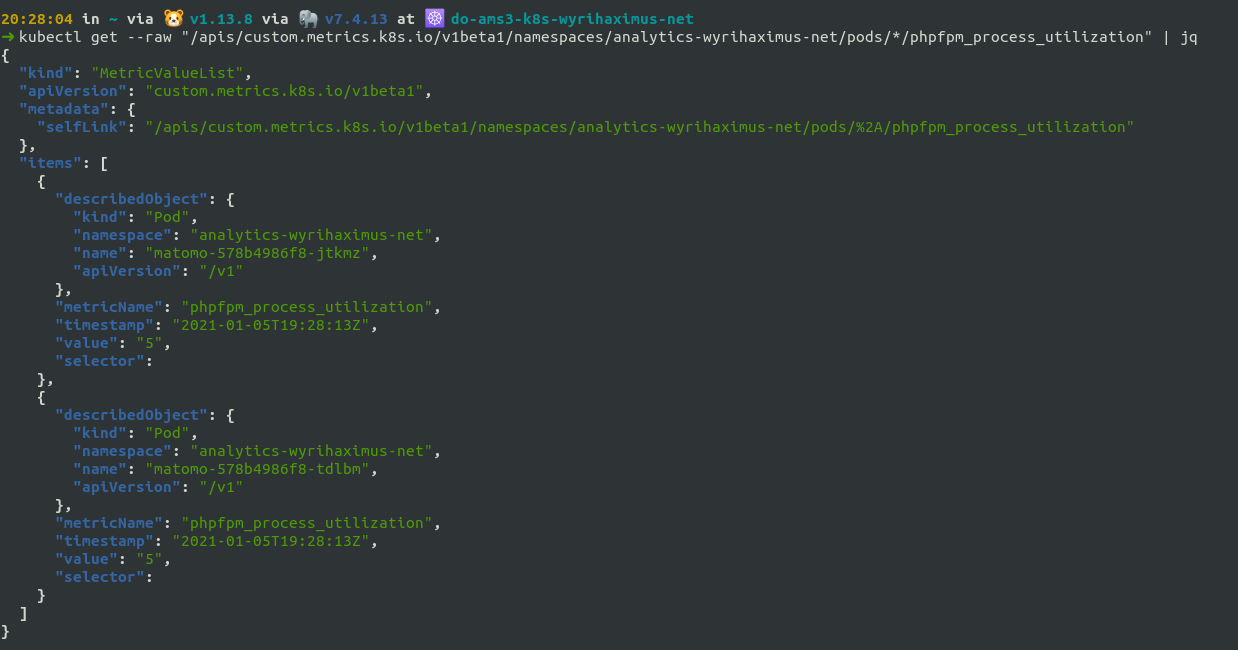 20:28:04 in ~ via 🐹 v1.13.8 via 🐘 v7.4.13 at ☸ do-ams3-k8s-wyrihaximus-net
➜ kubectl get --raw "/apis/custom.metrics.k8s.io/v1beta1/namespaces/analytics-wyrihaximus-net/pods/*/phpfpm_process_utilization" | jq
{
  "kind": "MetricValueList",
  "apiVersion": "custom.metrics.k8s.io/v1beta1",
  "metadata": {
    "selfLink": "/apis/custom.metrics.k8s.io/v1beta1/namespaces/analytics-wyrihaximus-net/pods/%2A/phpfpm_process_utilization"
  },
  "items": [
    {
      "describedObject": {
        "kind": "Pod",
        "namespace": "analytics-wyrihaximus-net",
        "name": "matomo-578b4986f8-jtkmz",
        "apiVersion": "/v1"
      },
      "metricName": "phpfpm_process_utilization",
      "timestamp": "2021-01-05T19:28:13Z",
      "value": "5",
      "selector":
    },
    {
      "describedObject": {
        "kind": "Pod",
        "namespace": "analytics-wyrihaximus-net",
        "name": "matomo-578b4986f8-tdlbm",
        "apiVersion": "/v1"
      },
      "metricName": "phpfpm_process_utilization",
      "timestamp": "2021-01-05T19:28:13Z",
      "value": "5",
      "selector":
    }
  ]
}